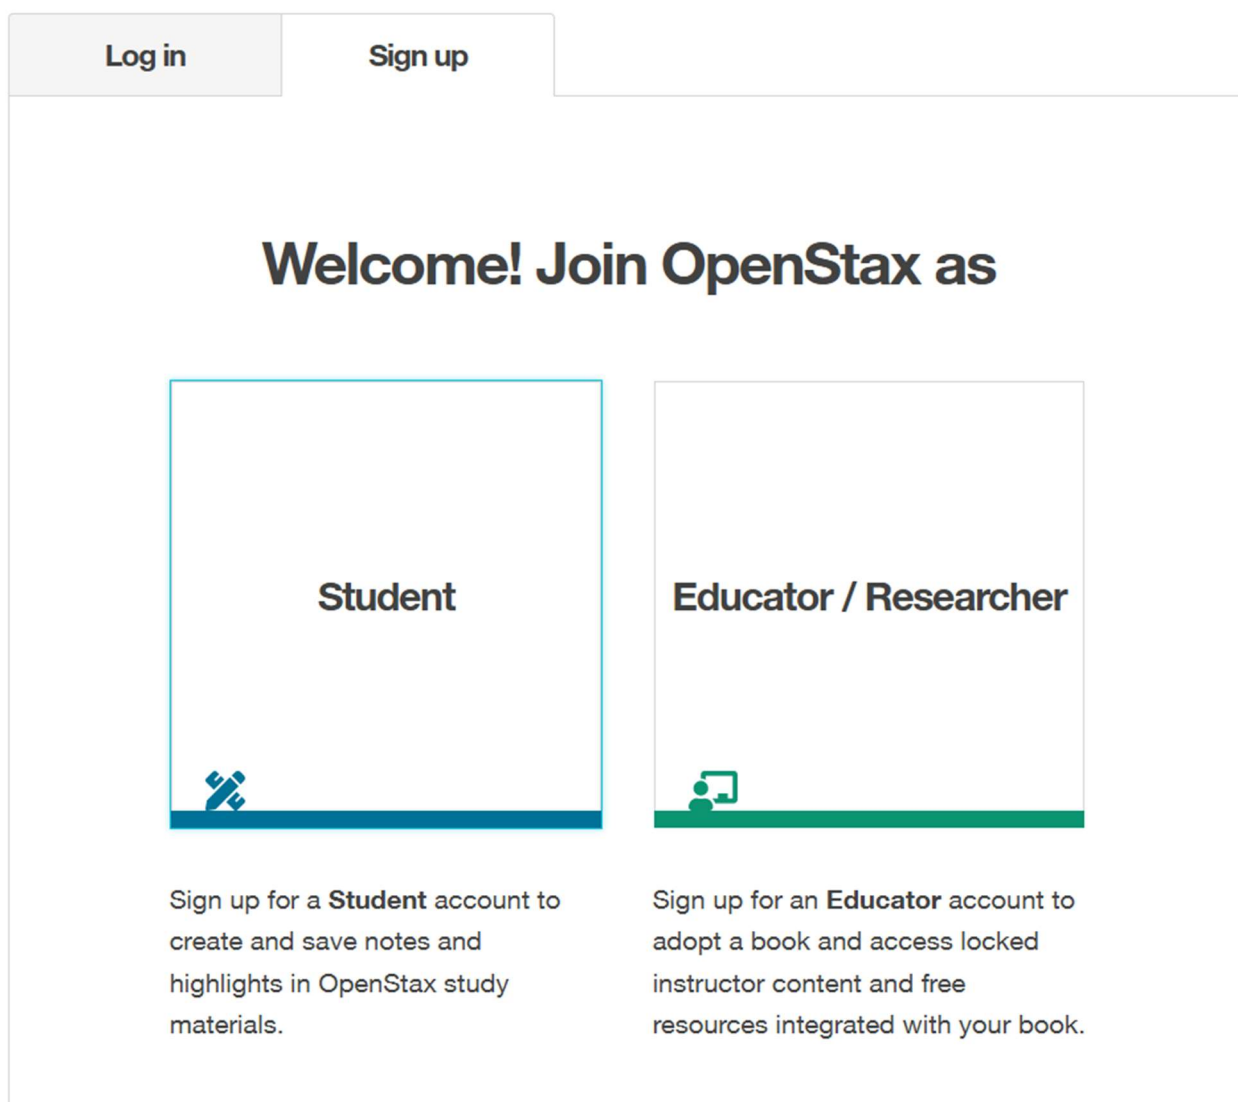 Log in
Sign up
Welcome! Join OpenStax as
Student
Educator / Researcher
Sign up for a Student account to
create and save notes and
highlights in OpenStax study
materials.
Sign up for an Educator account to
adopt a book and access locked
instructor content and free
resources integrated with your book.